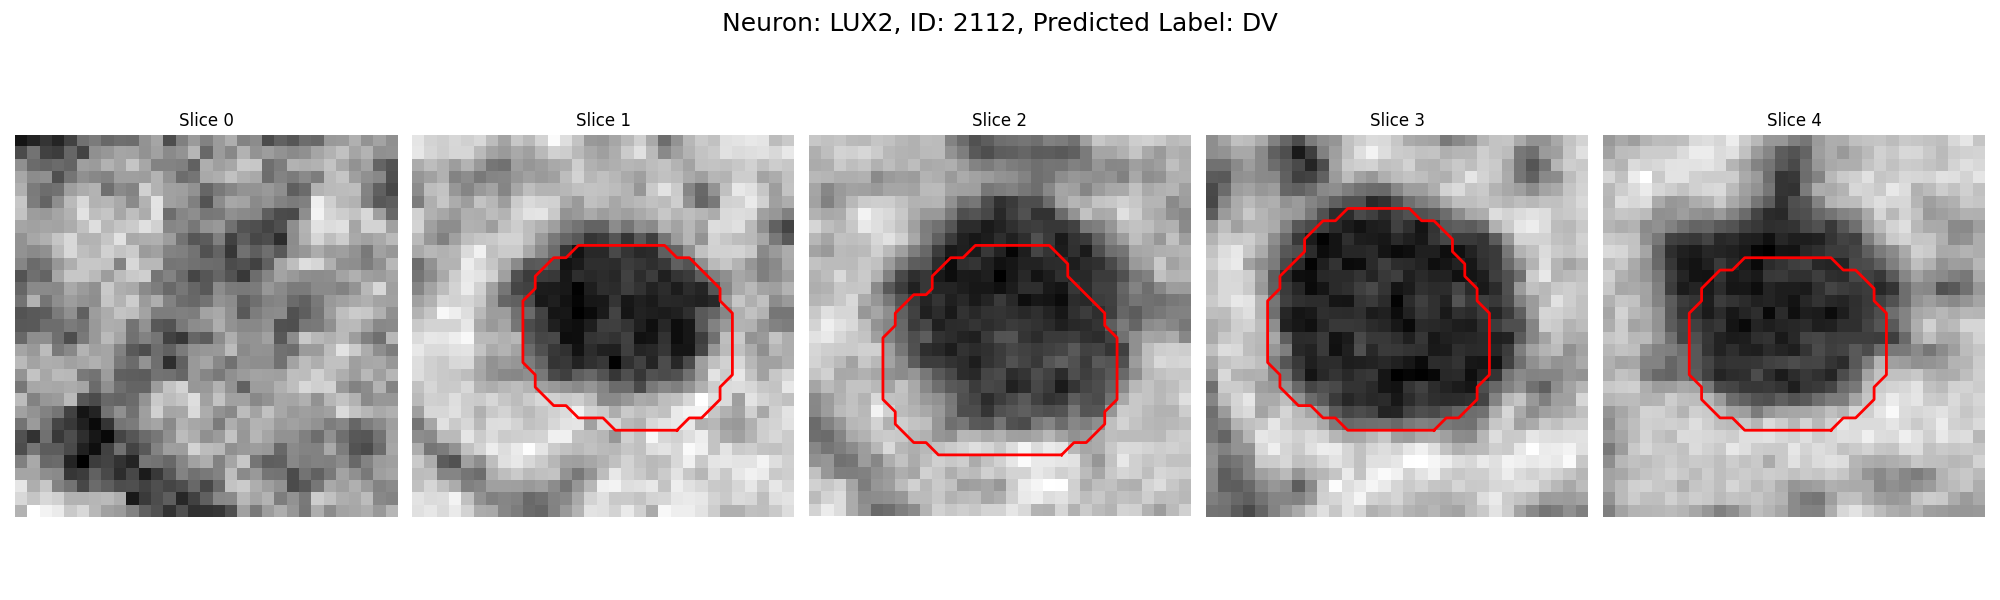 Neuron: LUX2, ID: 2112, Predicted Label: DV
Slice 0
Slice 1
Slice 2
Slice 3
Slice 4